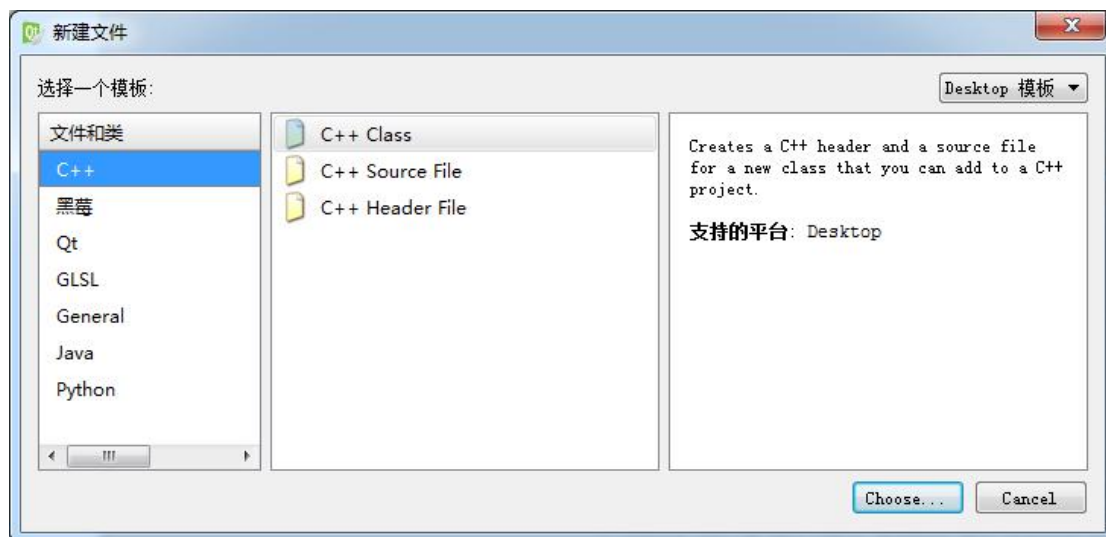 新建文件
选择一个模板:
Desktop 模板
文件和类
C++
黑莓
Qt
GLSL
General
Java
Python
C++ Class
C++ Source File
C++ Header File
Creates a C++ header and a source file
for a new class that you can add to a C++
project.
支持的平台: Desktop
Choose...
Cancel